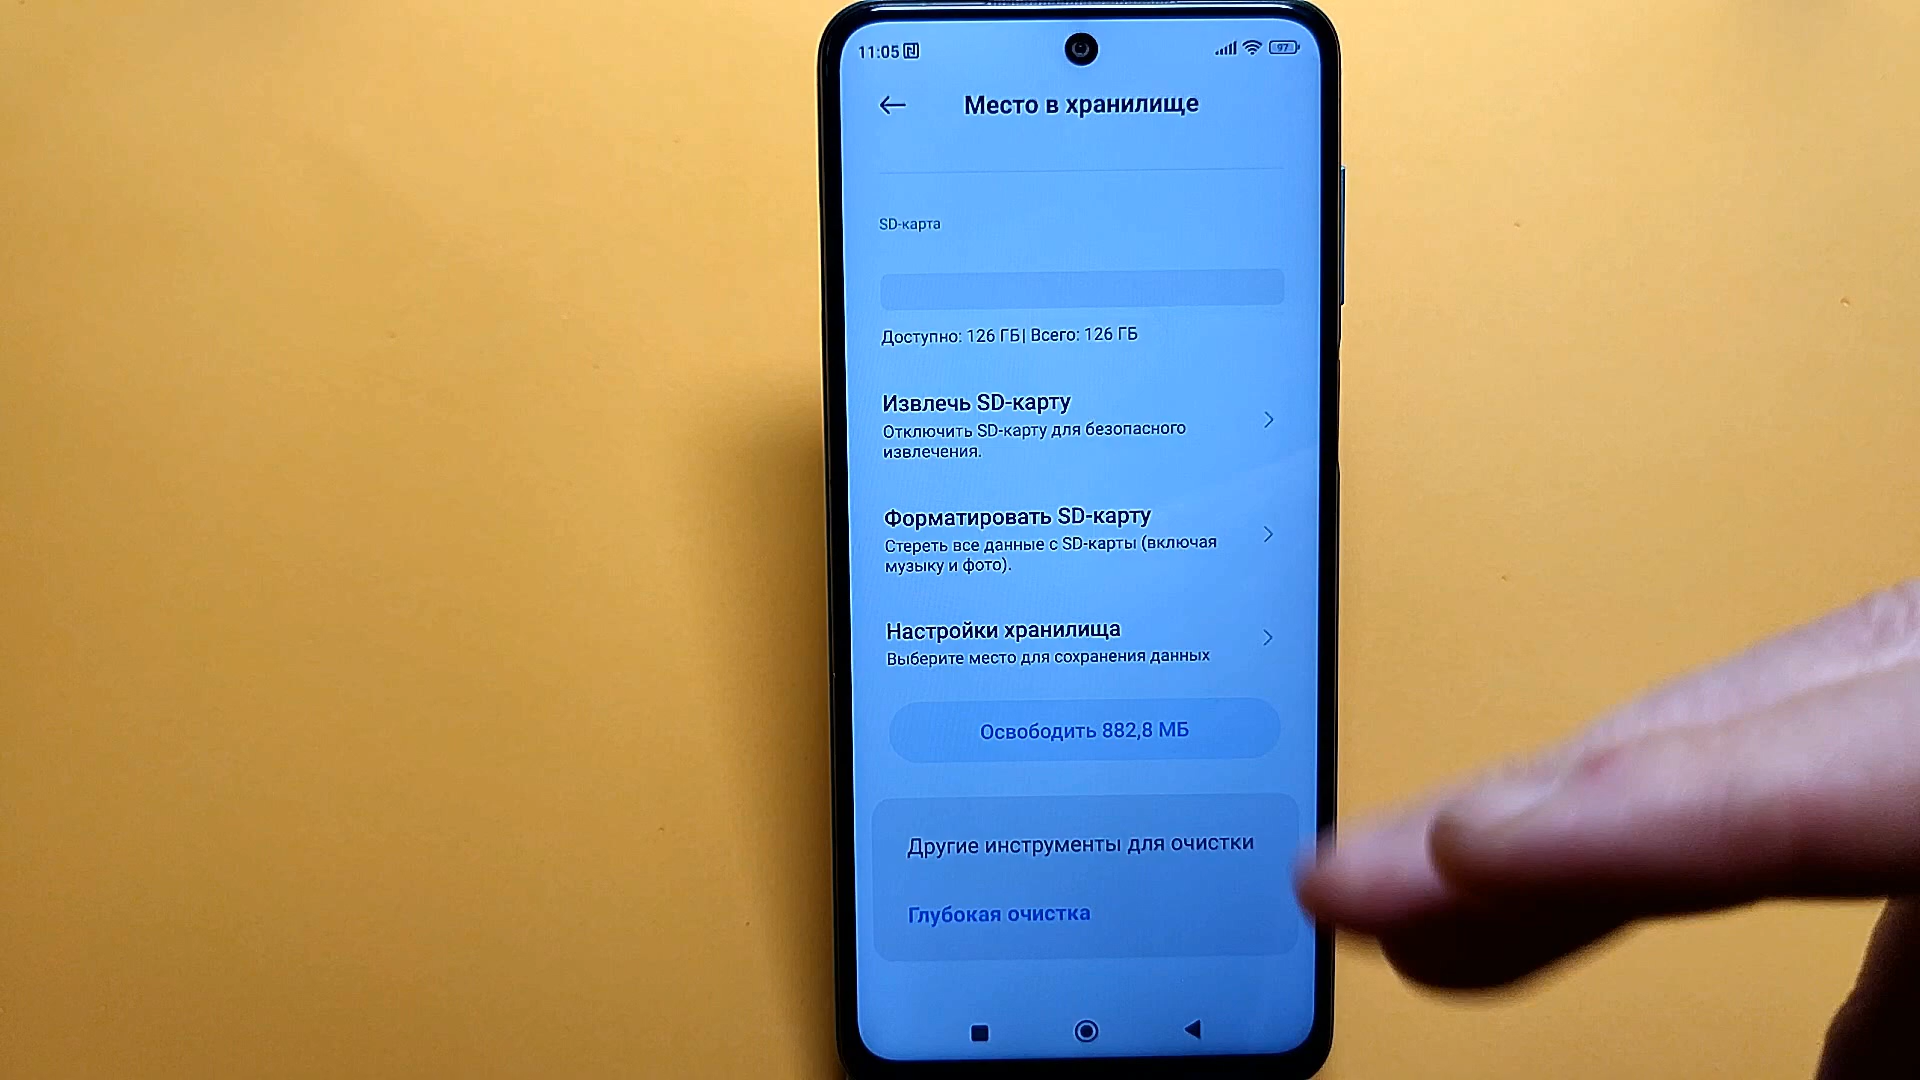 11:05
97
Место в хранилище
SD-карта
Доступно: 126 ГБ| Всего: 126 ГБ
Извлечь SD-карту
Отключить SD-карту для безопасного
извлечения.
Форматировать SD-карту
Стереть все данные с SD-карты (включая
музыку и фото).
Настройки хранилища
Выберите место для сохранения данных
Освободить 882,8 МБ
Другие инструменты для очистки
Глубокая очистка